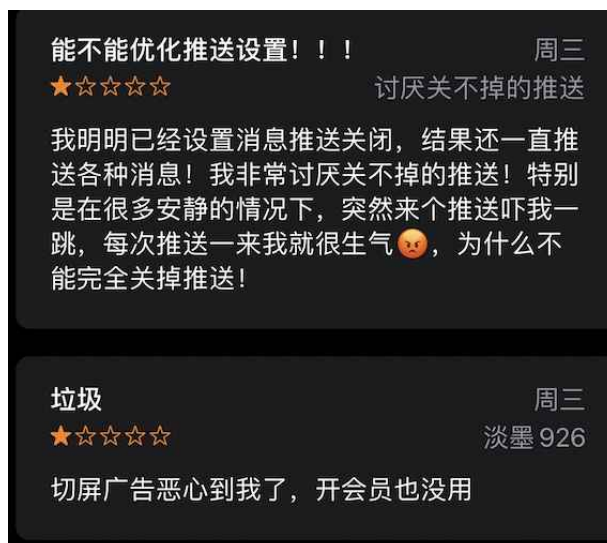 能不能优化推送设置！！！ 周三
★☆☆☆☆ 讨厌关不掉的推送
我明明已经设置消息推送关闭，结果还一直推
送各种消息！我非常讨厌关不掉的推送！特别
是在很多安静的情况下，突然来个推送吓我一
跳，每次推送一来我就很生气😡，为什么不
能完全关掉推送！
垃圾 周三
★☆☆☆☆ 淡墨926
切屏广告恶心到我了，开会员也没用